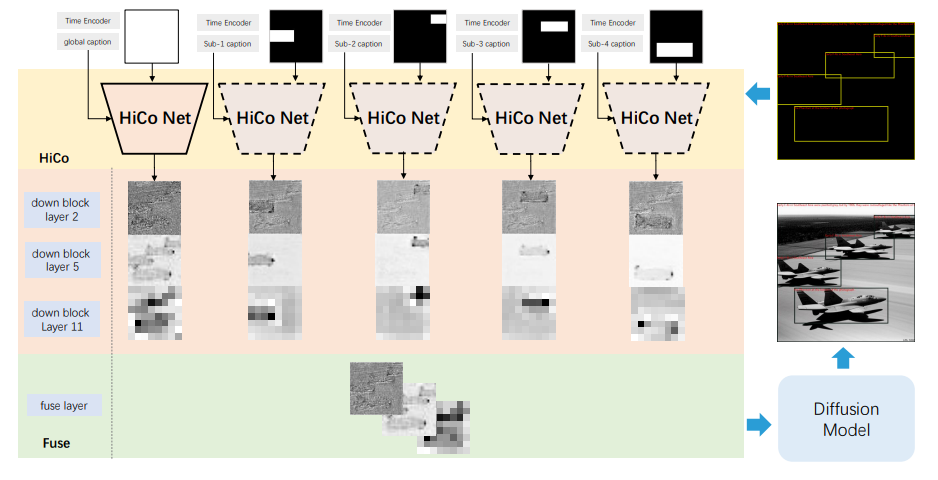 Time Encoder
global caption
Time Encoder
Sub-1 caption
Time Encoder
Sub-2 caption
Time Encoder
Sub-3 caption
Time Encoder
Sub-4 caption
HiCo Net
HiCo Net
HiCo Net
HiCo Net
HiCo Net
HiCo
down block
layer 2
down block
layer 5
down block
Layer 11
fuse layer
Fuse
Diffusion
Model